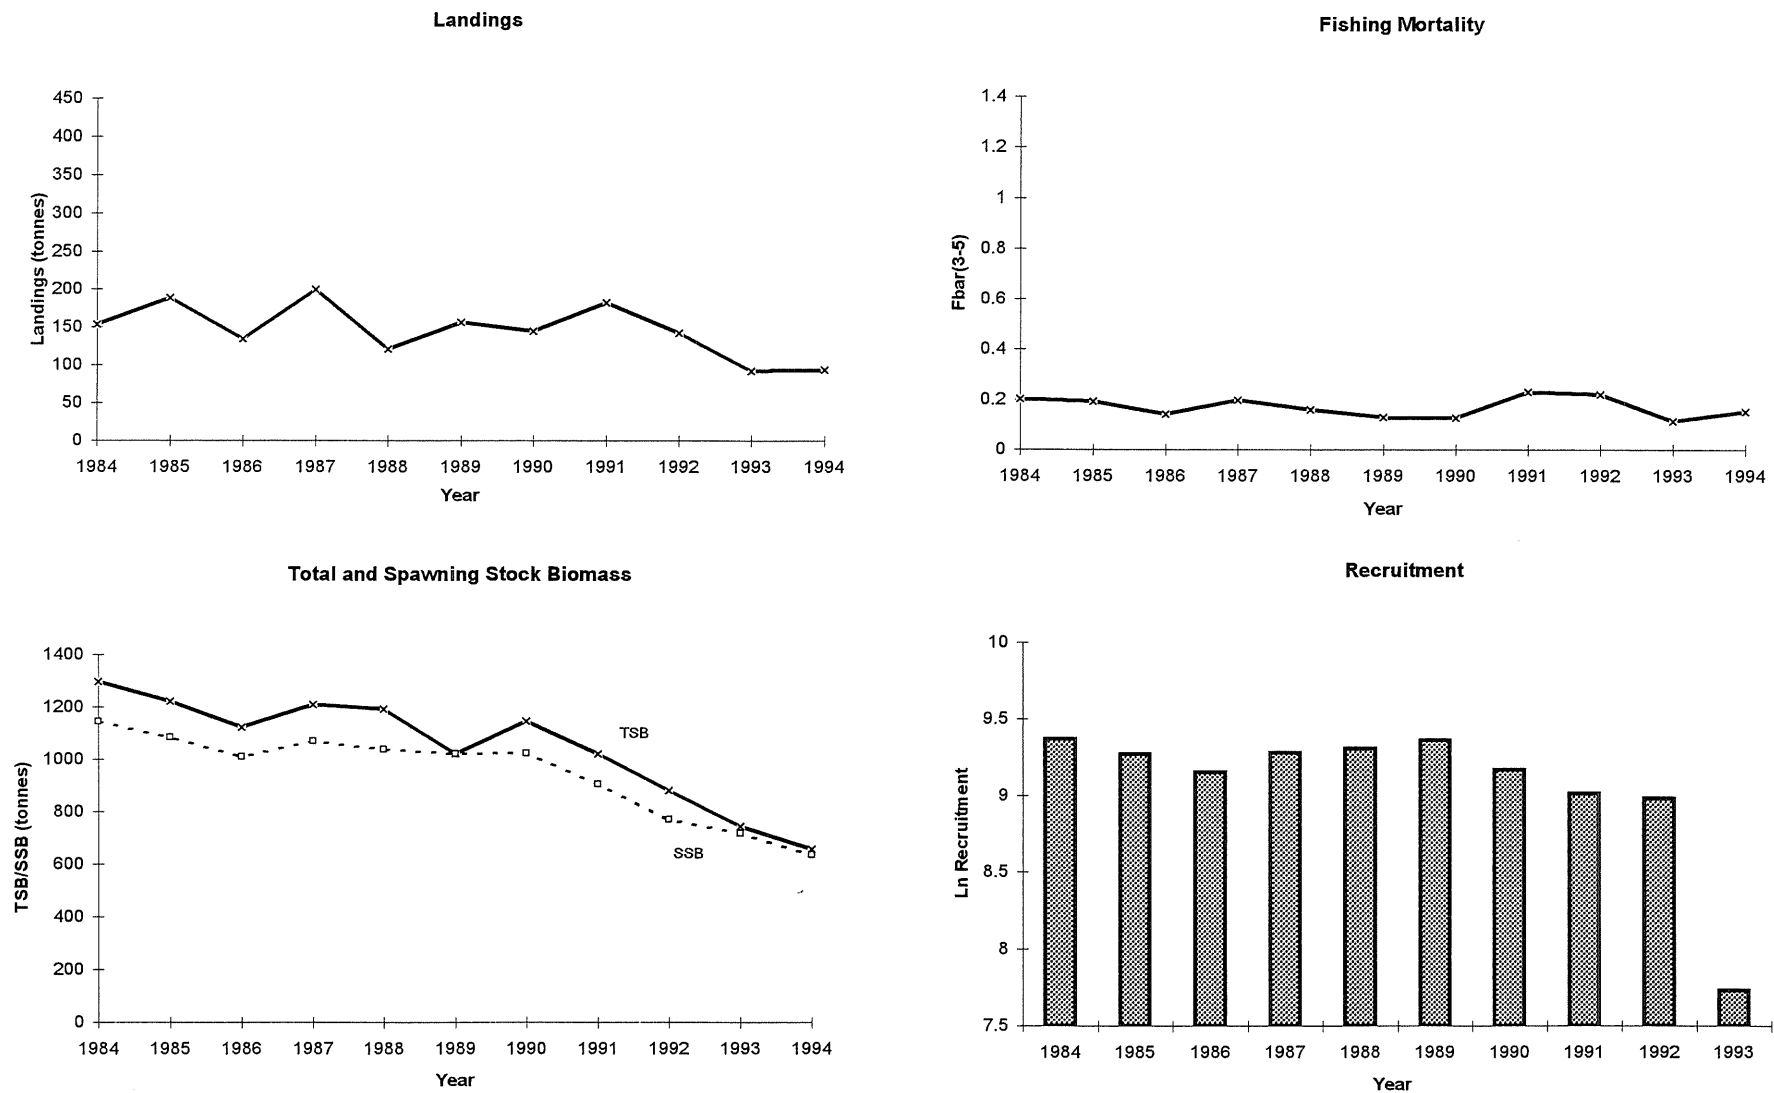 Landings
450
400
350
300
250
200
150
100
50
0
Landings (tonnes)
1984 1985 1986 1987 1988 1989 1990 1991 1992 1993 1994
Year
Fishing Mortality
1.4
1.2
1
0.8
0.6
0.4
0.2
0
Fbar(3-5)
1984 1985 1986 1987 1988 1989 1990 1991 1992 1993 1994
Year
Total and Spawning Stock Biomass
1400
1200
1000
800
600
400
200
0
TSB/SSB (tonnes)
TSB
SSB
1984 1985 1986 1987 1988 1989 1990 1991 1992 1993 1994
Year
Recruitment
10
9.5
9
8.5
8
7.5
Ln Recruitment
1984 1985 1986 1987 1988 1989 1990 1991 1992 1993
Year